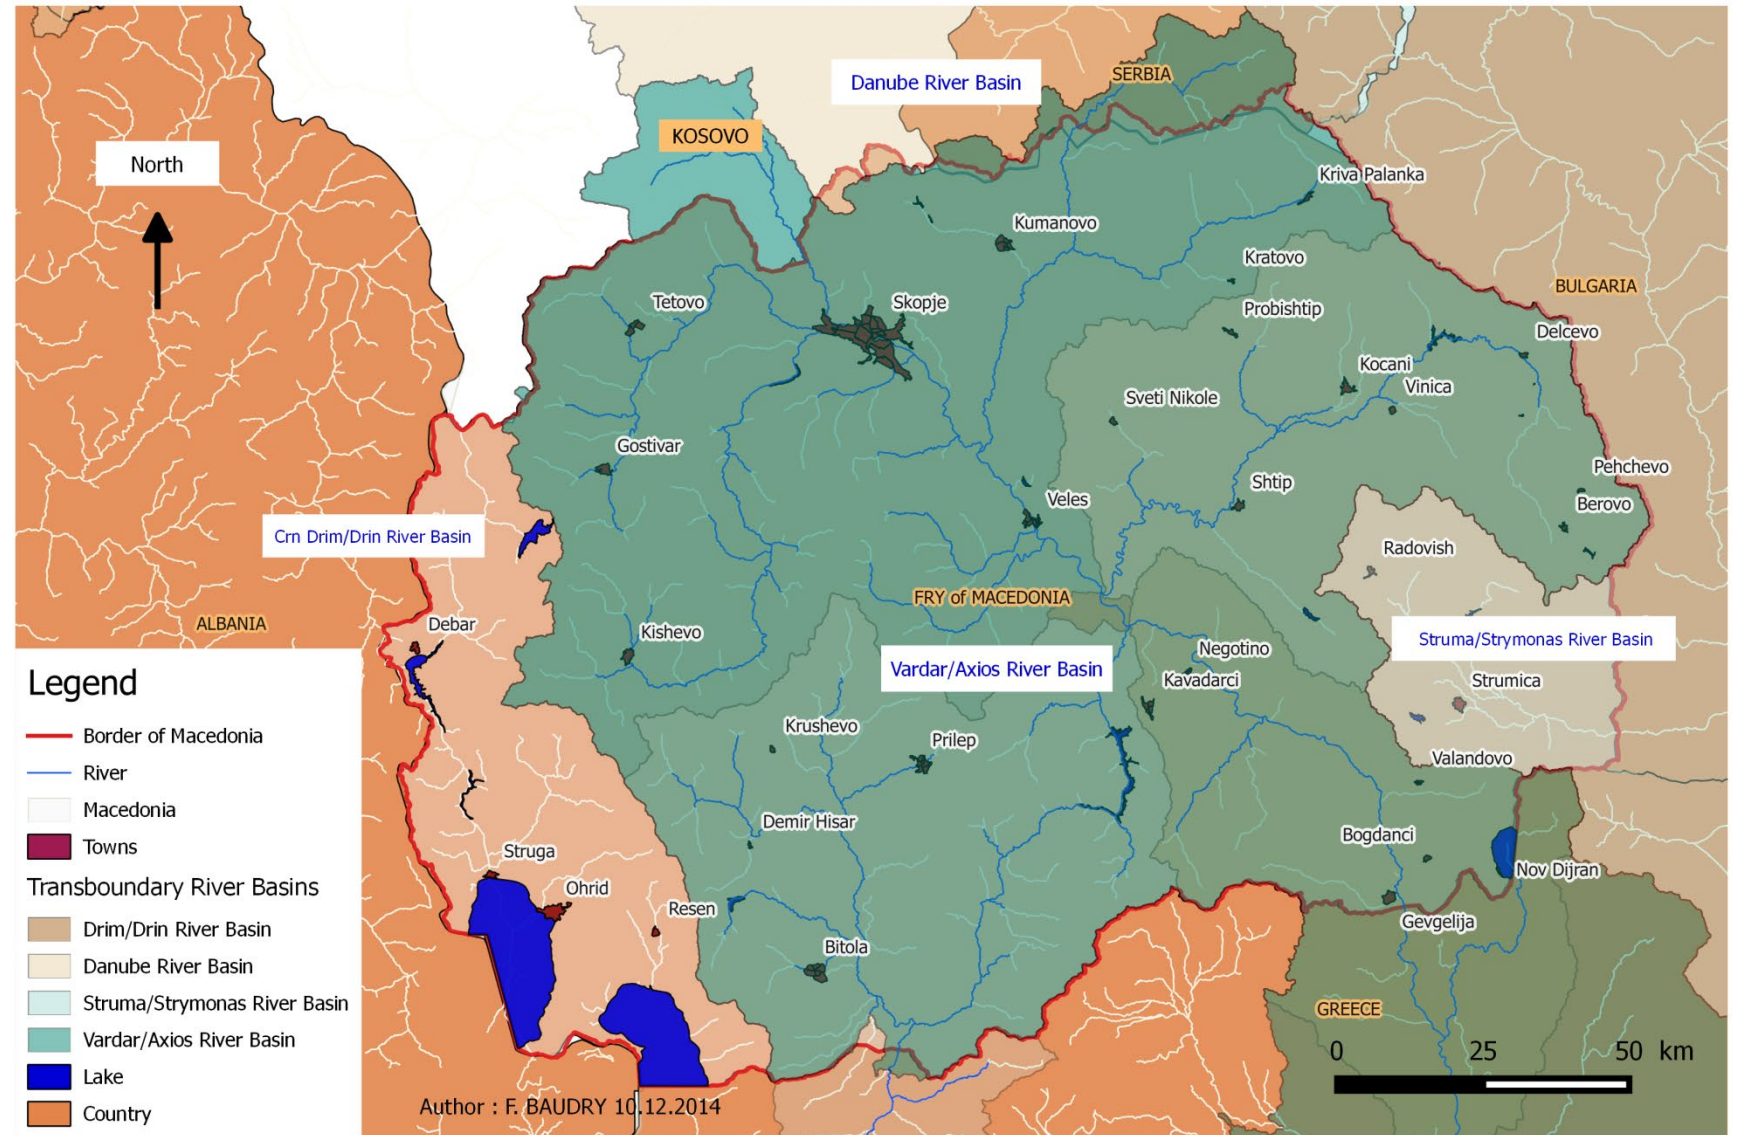 Danube River Basin
SERBIA
KOSOVO
North
Kriva Palanka
Kumanovo
Kratovo
BULGARIA
Tetovo
Skopje
Probishtip
Delcevo
Kocani
Vinica
Sveti Nikole
Gostivar
Pehchevo
Shtip
Veles
Berovo
Crn Drim/Drin River Basin
Radovish
FRY of MACEDONIA
ALBANIA
Debar
Kishevo
Struma/Strymonas River Basin
Negotino
Vardar/Axios River Basin
Kavadarci
Strumica
Krushevo
Prilep
Valandovo
Demir Hisar
Bogdanci
Struga
Nov Dijran
Ohrid
Resen
Gevgelija
Bitola
GREECE
Legend
Border of Macedonia
River
Macedonia
Towns
Transboundary River Basins
Drim/Drin River Basin
Danube River Basin
Struma/Strymonas River Basin
Vardar/Axios River Basin
Lake
Country
0 25 50 km
Author : F. BAUDRY 10.12.2014